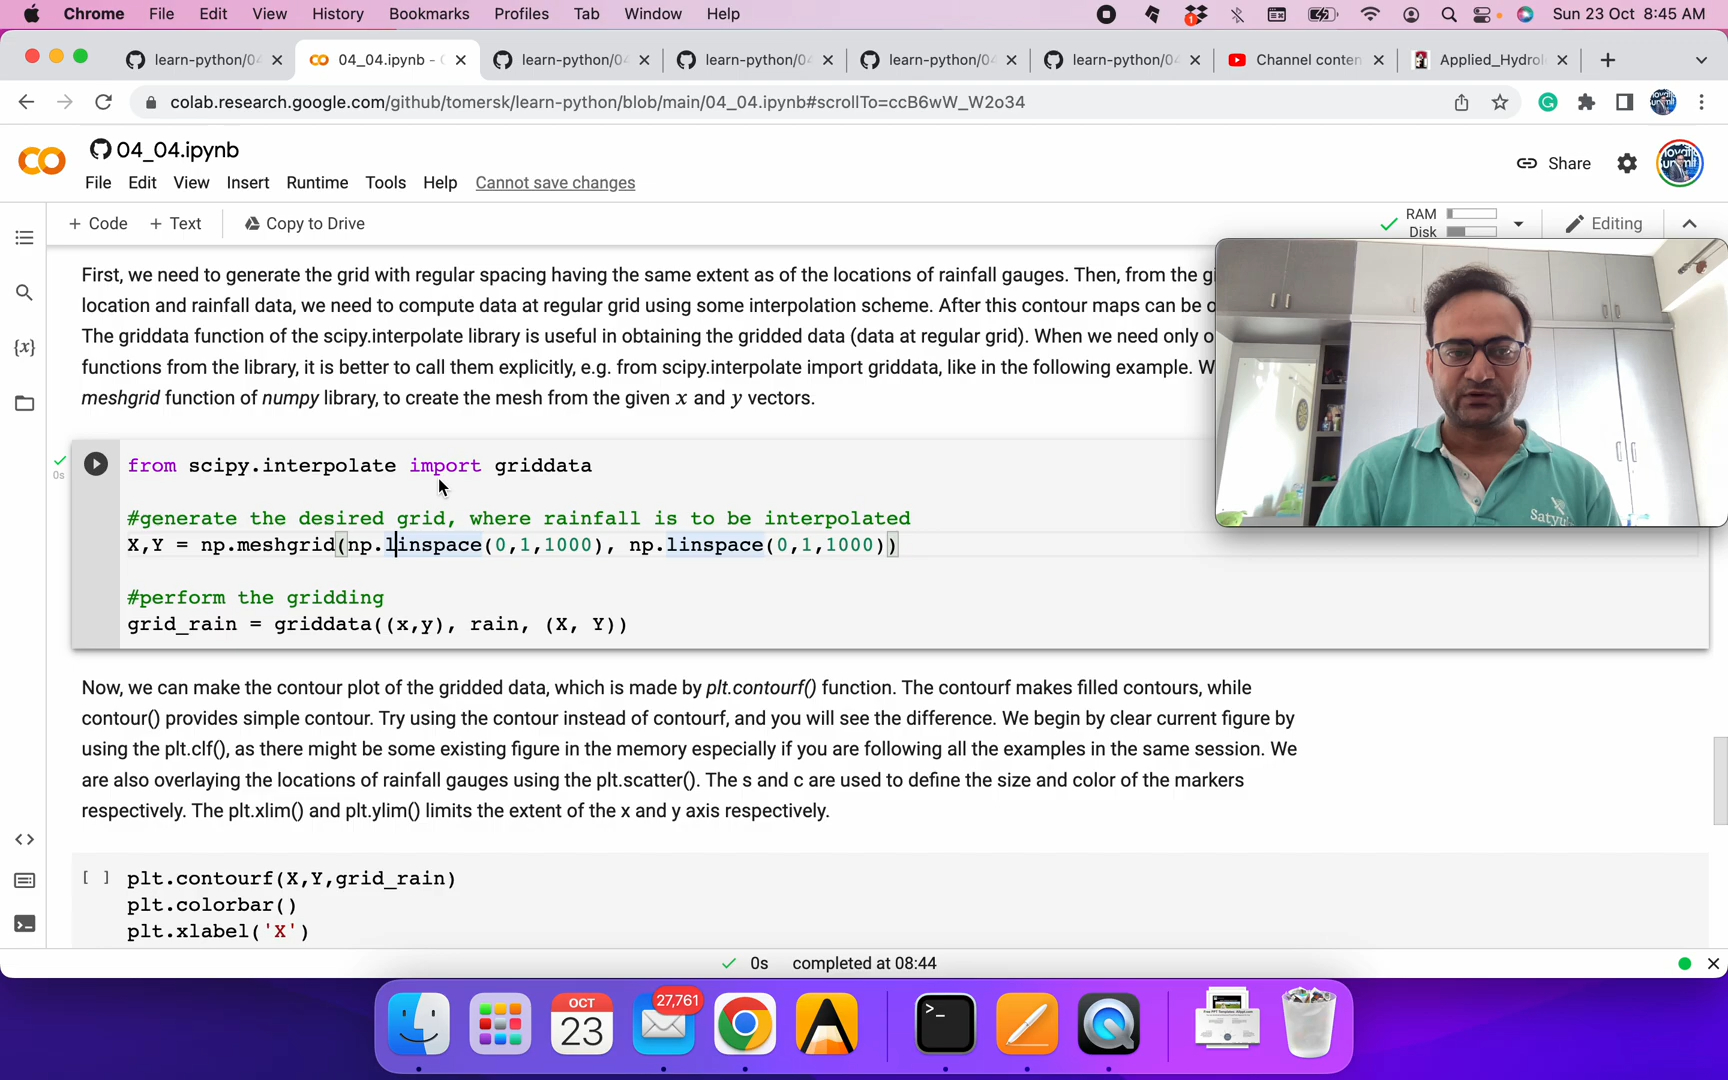 Chrome File Edit View History Bookmarks Profiles Tab Window Help Sun 23 Oct 8:45 AM
learn-python/04 04_04.ipynb - learn-python/0 learn-python/04 learn-python/0 learn-python/0 Channel conten Applied_Hydrol
colab.research.google.com/github/tomersk/learn-python/blob/main/04_04.ipynb#scrollTo=ccB6wW_W2o34
04_04.ipynb
Share
File Edit View Insert Runtime Tools Help Cannot save changes
+ Code + Text Copy to Drive RAM Disk Editing
First, we need to generate the grid with regular spacing having the same extent as of the locations of rainfall gauges. Then, from the gi
location and rainfall data, we need to compute data at regular grid using some interpolation scheme. After this contour maps can be o
The griddata function of the scipy.interpolate library is useful in obtaining the gridded data (data at regular grid). When we need only o
functions from the library, it is better to call them explicitly, e.g. from scipy.interpolate import griddata, like in the following example. W
meshgrid function of numpy library, to create the mesh from the given x and y vectors.
0s
from scipy.interpolate import griddata
#generate the desired grid, where rainfall is to be interpolated
X,Y = np.meshgrid(np.linspace(0,1,1000), np.linspace(0,1,1000))
#perform the gridding
grid_rain = griddata((x,y), rain, (X, Y))
Now, we can make the contour plot of the gridded data, which is made by plt.contourf() function. The contourf makes filled contours, while
contour() provides simple contour. Try using the contour instead of contourf, and you will see the difference. We begin by clear current figure by
using the plt.clf(), as there might be some existing figure in the memory especially if you are following all the examples in the same session. We
are also overlaying the locations of rainfall gauges using the plt.scatter(). The s and c are used to define the size and color of the markers
respectively. The plt.xlim() and plt.ylim() limits the extent of the x and y axis respectively.
[ ] plt.contourf(X,Y,grid_rain)
plt.colorbar()
plt.xlabel('X')
0s completed at 08:44
OCT
23
27,761